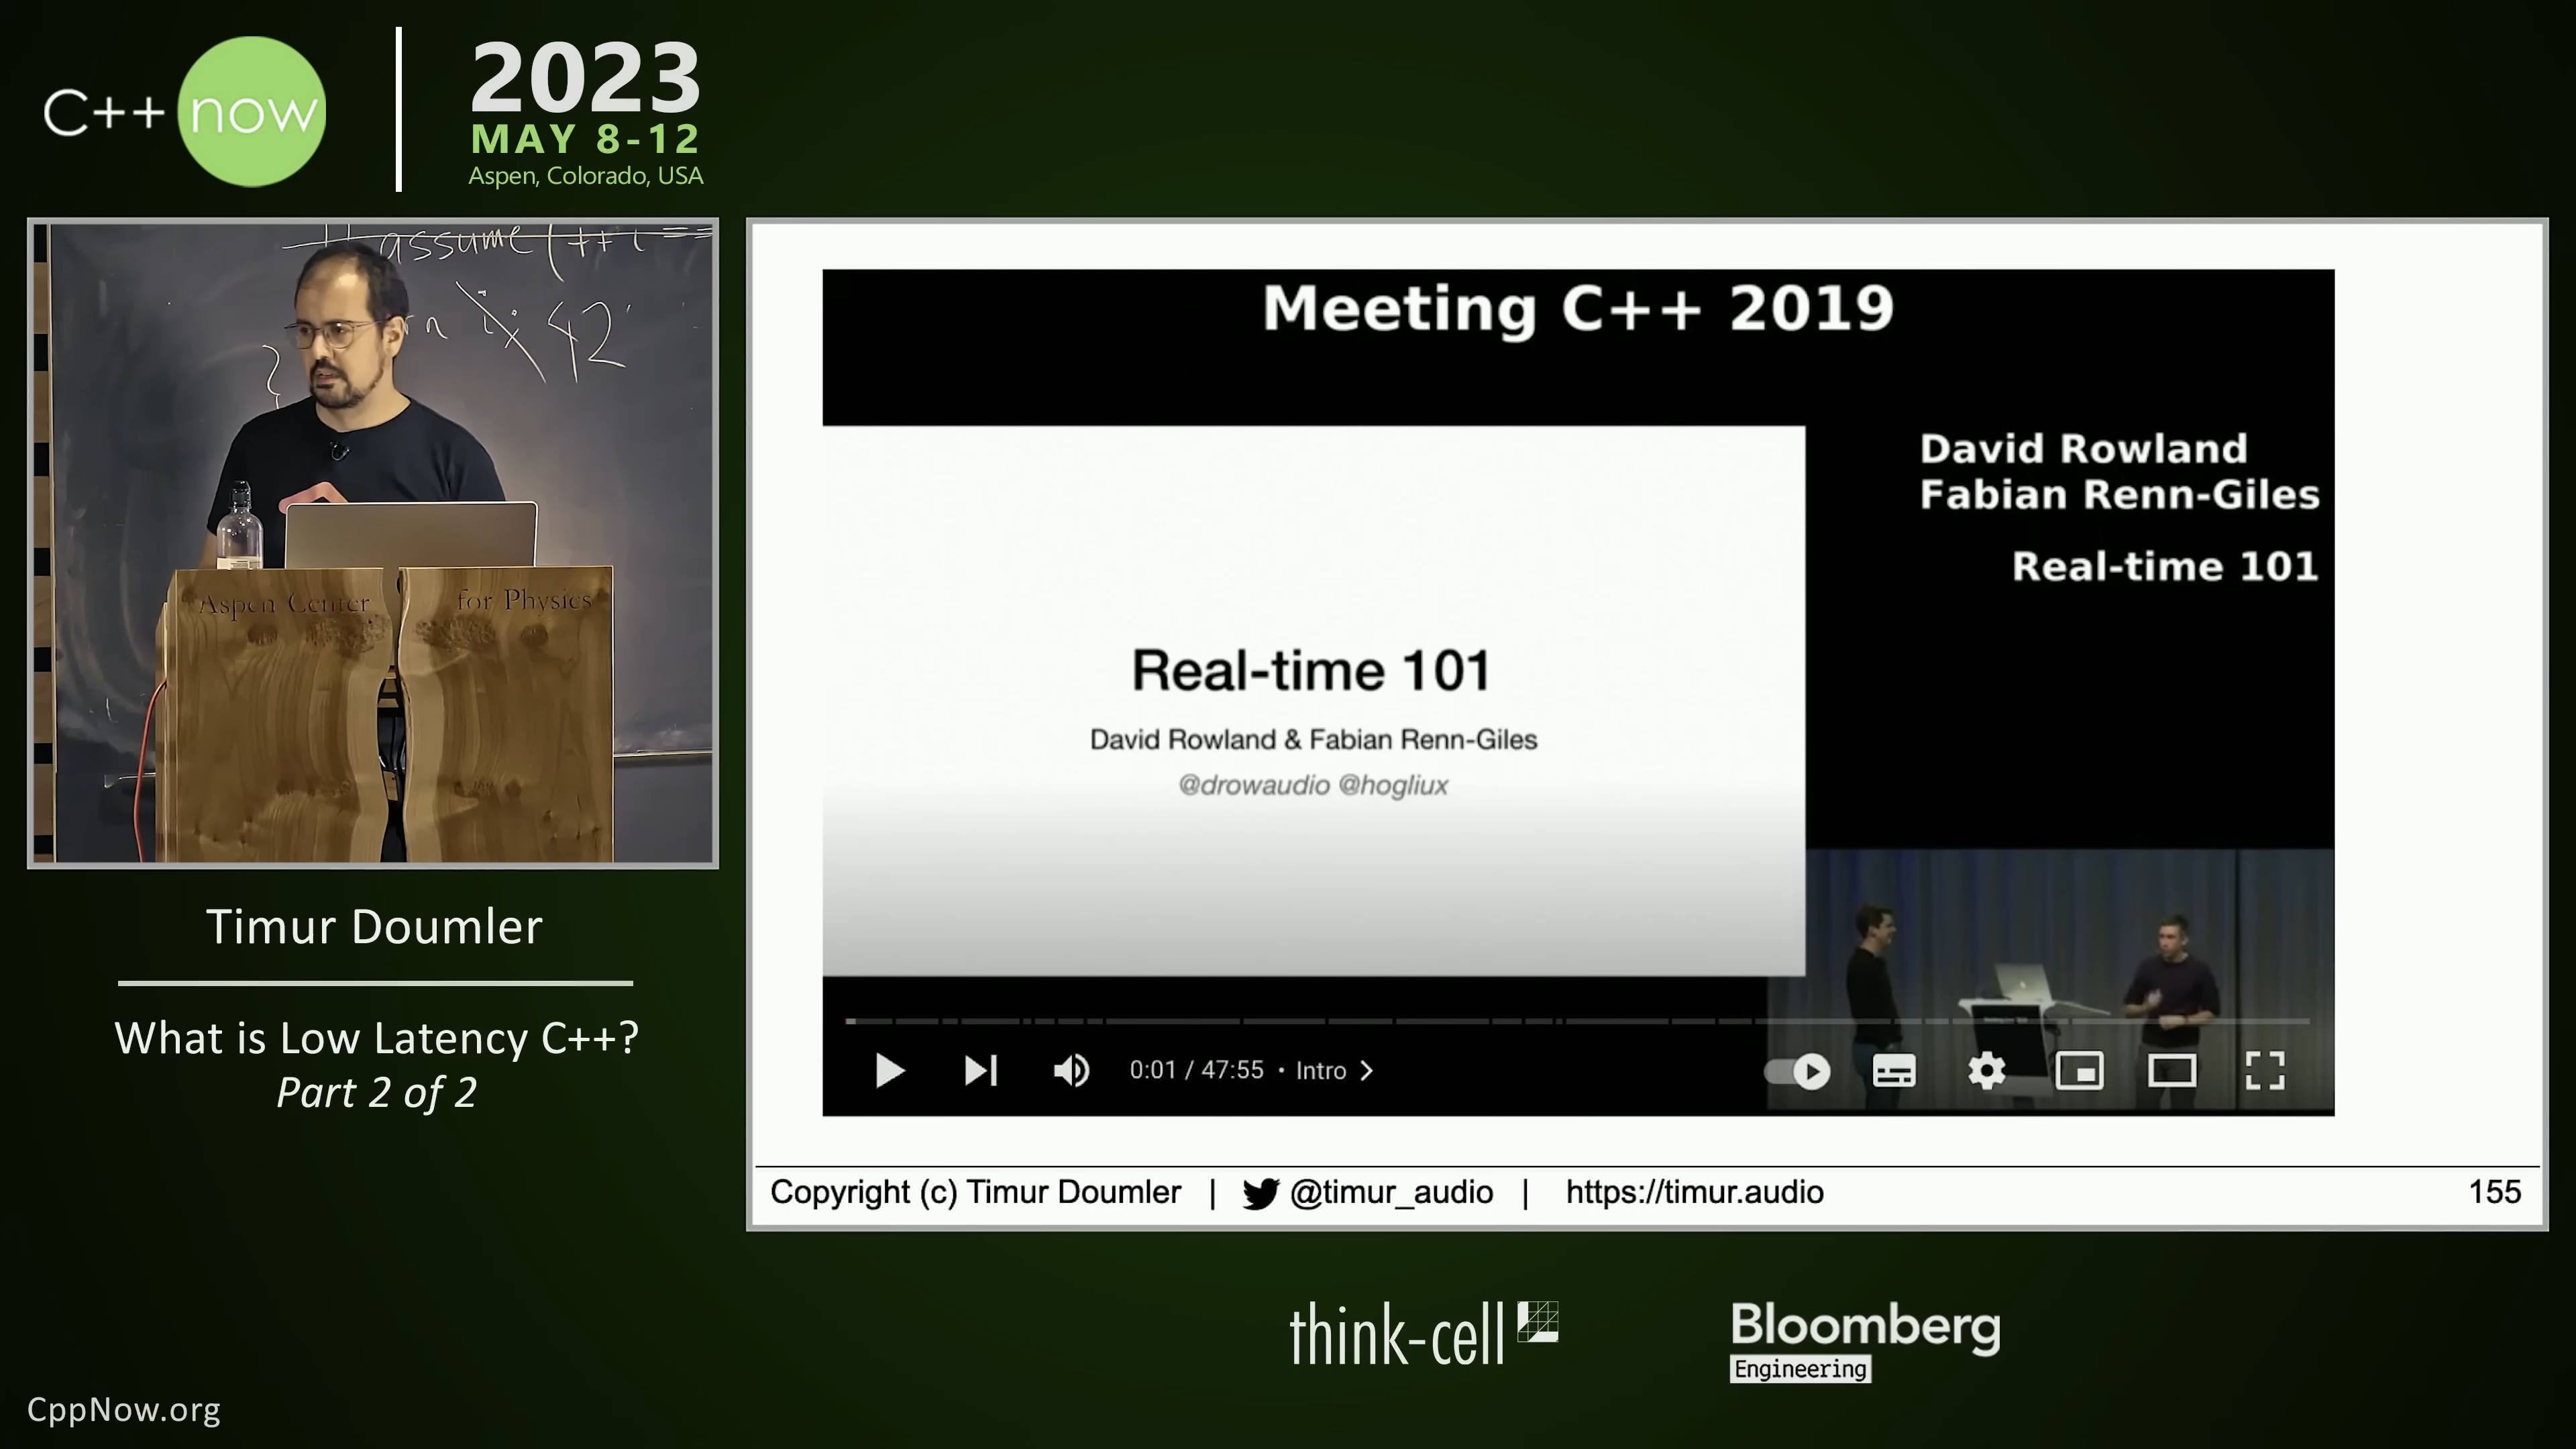 C++ now
2023
MAY 8-12
Aspen, Colorado, USA
assume (++i ==
42
Aspen Center for Physics
Timur Doumler
What is Low Latency C++?
Part 2 of 2
Meeting C++ 2019
David Rowland
Fabian Renn-Giles
Real-time 101
Real-time 101
David Rowland & Fabian Renn-Giles
@drowaudio @hogliux
0:01 / 47:55 • Intro
Copyright (c) Timur Doumler | @timur_audio | https://timur.audio
155
think-cell
Bloomberg
Engineering
CppNow.org